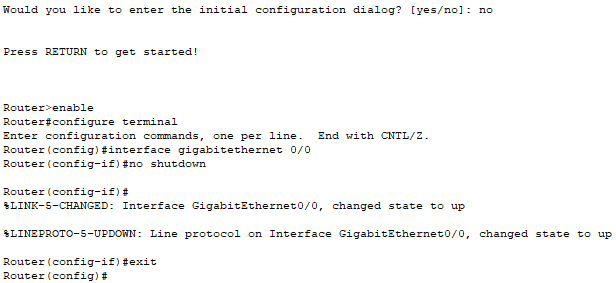 Would you like to enter the initial configuration dialog? [yes/no]: no
Press RETURN to get started!
Router>enable
Router#configure terminal
Enter configuration commands, one per line.  End with CNTL/Z.
Router(config)#interface gigabitethernet 0/0
Router(config-if)#no shutdown
Router(config-if)#
%LINK-5-CHANGED: Interface GigabitEthernet0/0, changed state to up
%LINEPROTO-5-UPDOWN: Line protocol on Interface GigabitEthernet0/0, changed state to up
Router(config-if)#exit
Router(config)#